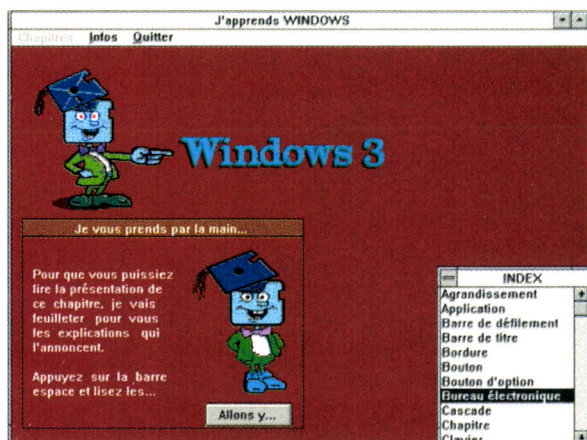 J'apprends WINDOWS
Chapitres Infos Quitter
Windows 3
Je vous prends par la main...
Pour que vous puissiez
lire la présentation de
ce chapitre, je vais
feuilleter pour vous
les explications qui
l'annoncent.
Appuyez sur la barre
espace et lisez les...
Allons y...
INDEX
Agrandissement
Application
Barre de défilement
Barre de titre
Bordure
Bouton
Bouton d'option
Bureau électronique
Cascade
Chapitre
Clavier